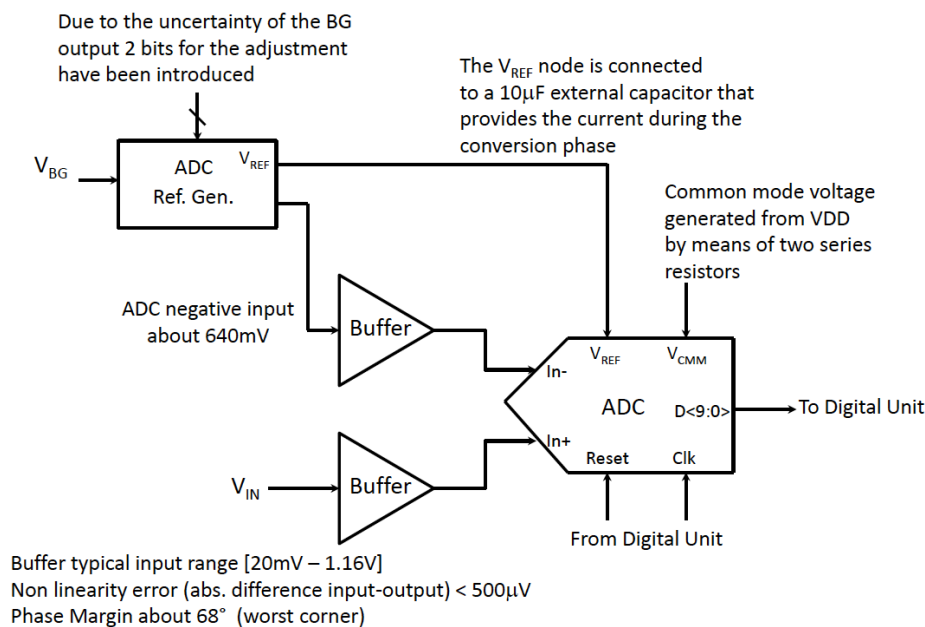 Due to the uncertainty of the BG
output 2 bits for the adjustment
have been introduced
The VREF node is connected
to a 10μF external capacitor that
provides the current during the
conversion phase
VBG
ADC
Ref. Gen.
VREF
Common mode voltage
generated from VDD
by means of two series
resistors
ADC negative input
about 640mV
Buffer
In-
VREF
VCMM
ADC
D<9:0>
To Digital Unit
In+
Reset
Clk
VIN
Buffer
From Digital Unit
Buffer typical input range [20mV – 1.16V]
Non linearity error (abs. difference input-output) < 500μV
Phase Margin about 68° (worst corner)